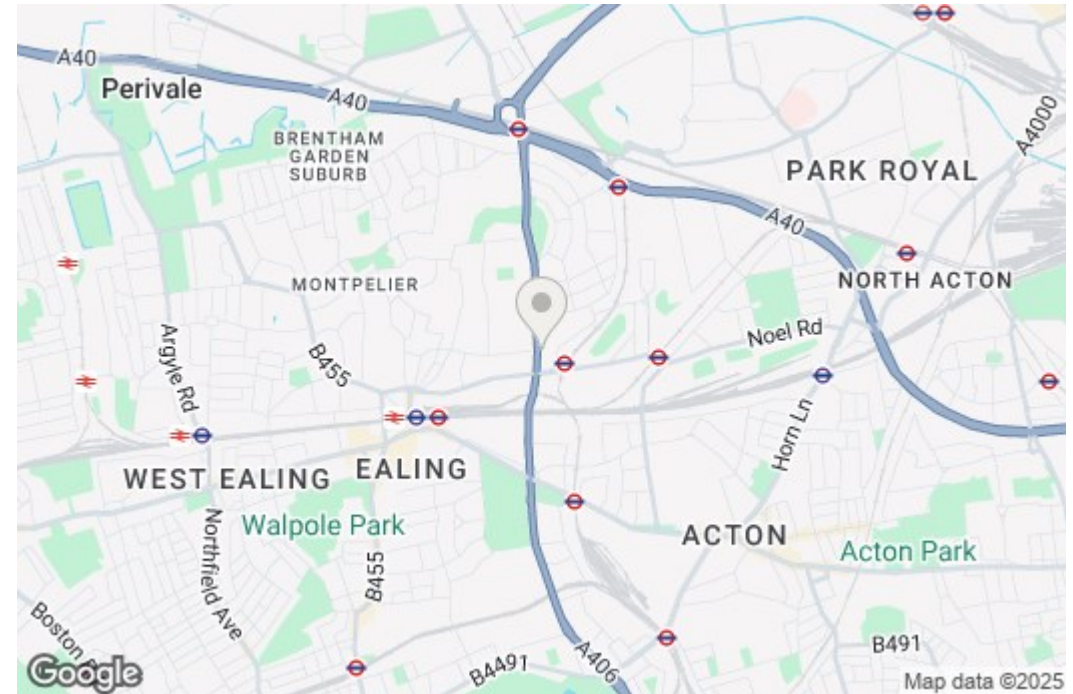 A40
Perivale
A40
BRENTHAM
GARDEN
SUBURB
A4000
PARK ROYAL
A40
MONTPELIER
NORTH ACTON
Argyle Rd
B455
Noel Rd
Horn Ln
WEST EALING
EALING
Walpole Park
ACTON
Acton Park
Northfield Ave
B455
Boston
B4491
A406
B491
Google
Map data ©2025